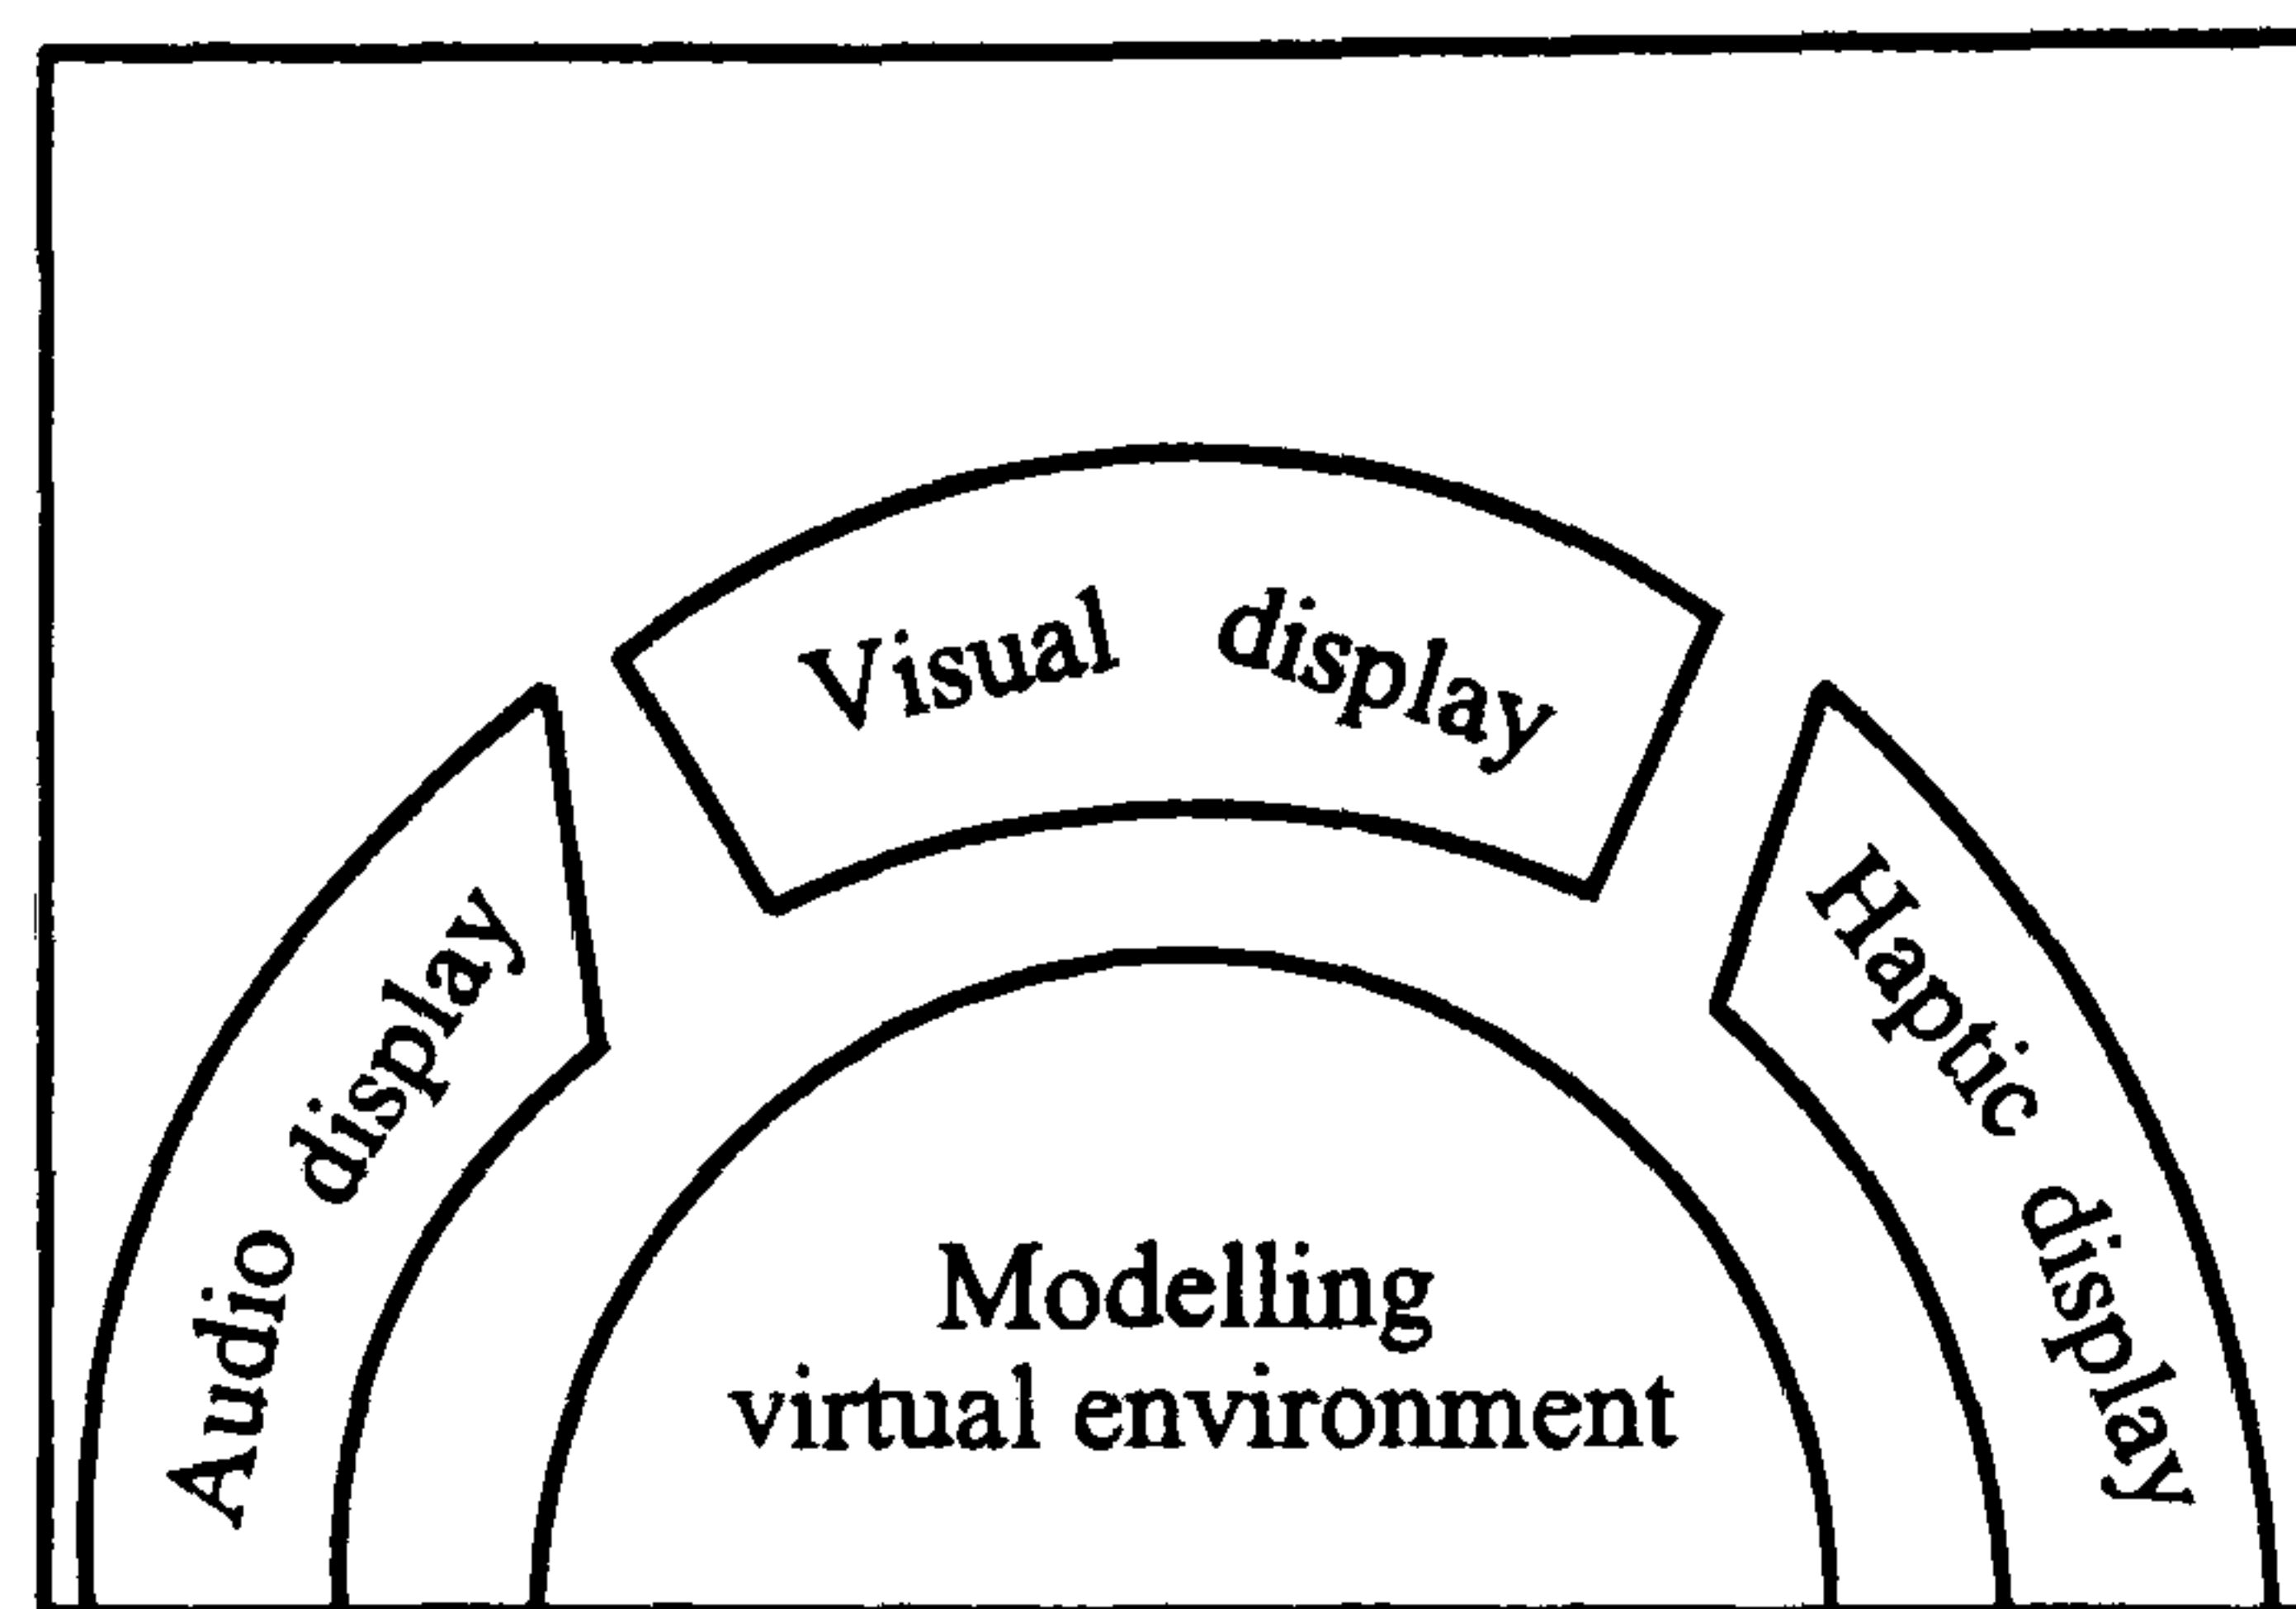 Visual display
Audio display
Haptic display
Modelling
virtual environment